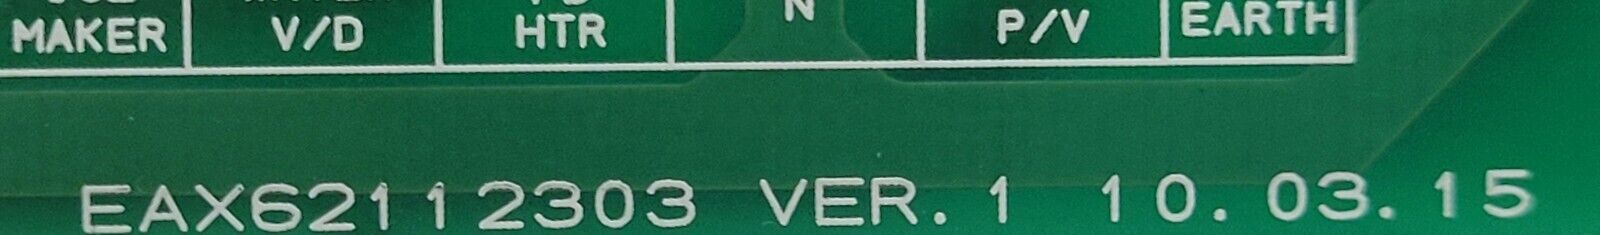 MAKER V/D HTR N P/V EARTH
EAX62112303 VER.1 10.03.15